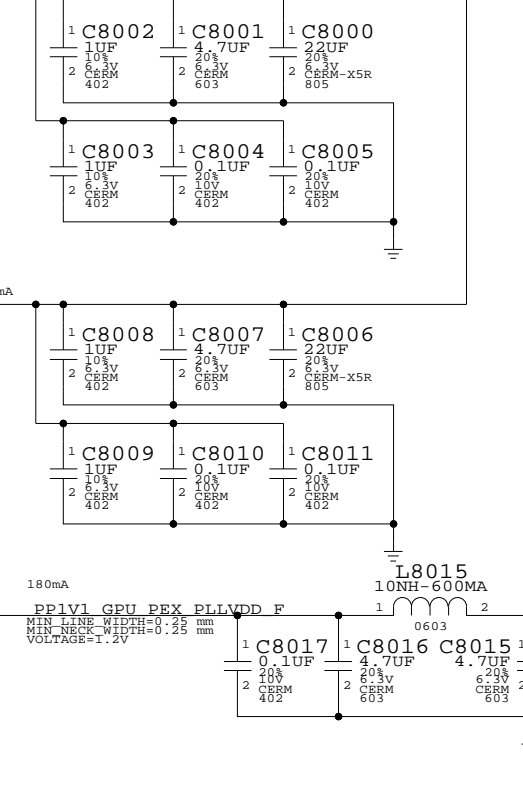 1 C8002 1 C8001 1 C8000
1UF 4.7UF 22UF
10% 20% 20%
6.3V 6.3V 6.3V
2 CERM 2 CERM 2 CERM-X5R
402 603 805
1 C8003 1 C8004 1 C8005
1UF 0.1UF 0.1UF
10% 20% 20%
6.3V 10V 10V
2 CERM 2 CERM 2 CERM
402 402 402
mA
1 C8008 1 C8007 1 C8006
1UF 4.7UF 22UF
10% 20% 20%
6.3V 6.3V 6.3V
2 CERM 2 CERM 2 CERM-X5R
402 603 805
1 C8009 1 C8010 1 C8011
1UF 0.1UF 0.1UF
10% 20% 20%
6.3V 10V 10V
2 CERM 2 CERM 2 CERM
402 402 402
L8015
180mA 10NH-600MA
PP1V1_GPU_PEX_PLLVDD_F 1 2
MIN_LINE_WIDTH=0.25 mm 0603
MIN_NECK_WIDTH=0.25 mm
VOLTAGE=1.2V
1 C8017 1 C8016 C8015 1
0.1UF 4.7UF 4.7UF
20% 20% 20%
10V 6.3V 6.3V
2 CERM 2 CERM CERM 2
402 603 603